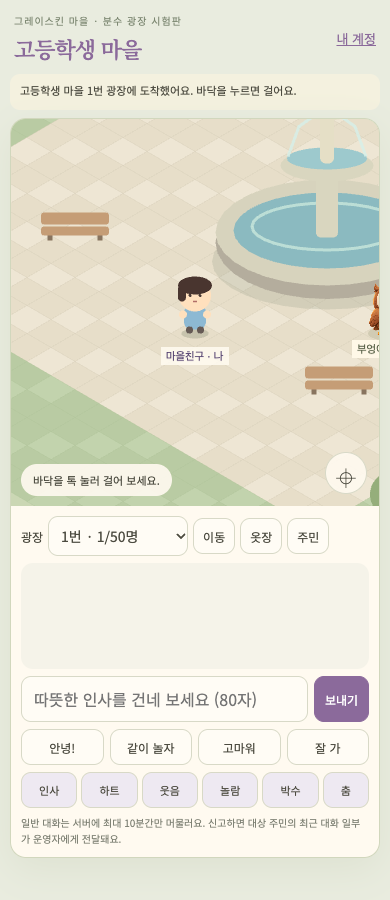 그레이스킨 마을 · 분수 광장 시험판
고등학생 마을
내 계정
고등학생 마을 1번 광장에 도착했어요. 바닥을 누르면 걸어요.
마을친구 · 나
부엉
바닥을 톡 눌러 걸어 보세요.
광장
1번 · 1/50명
이동
옷장
주민
따뜻한 인사를 건네 보세요 (80자)
보내기
안녕!
같이 놀자
고마워
잘 가
인사
하트
웃음
놀람
박수
춤
일반 대화는 서버에 최대 10분간만 머물러요. 신고하면 대상 주민의 최근 대화 일부
가 운영자에게 전달돼요.